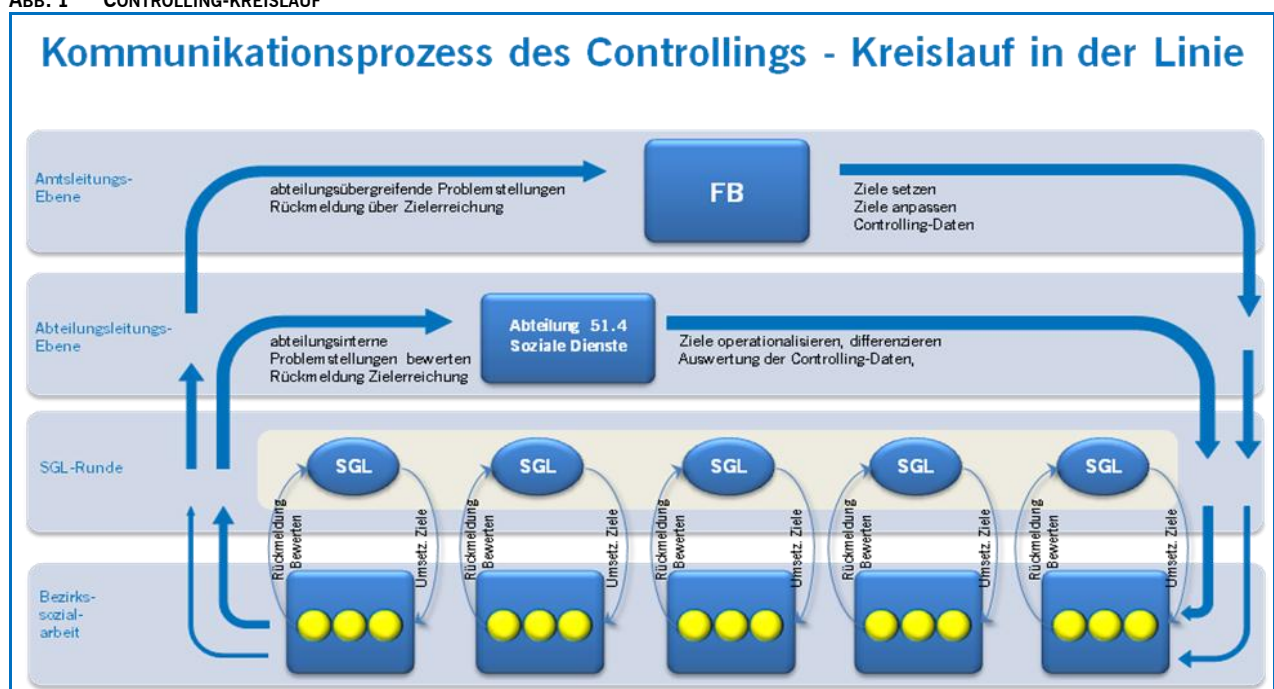 ABB. 1 CONTROLLING-KREISLAUF
Kommunikationsprozess des Controllings - Kreislauf in der Linie
Amtsleitungs-
Ebene
abteilungsübergreifende Problemstellungen
Rückmeldung über Zielerreichung
FB
Ziele setzen
Ziele anpassen
Controlling-Daten
Abteilungsleitungs-
Ebene
abteilungsinterne
Problemstellungen bewerten
Rückmeldung Zielerreichung
Abteilung 51.4
Soziale Dienste
Ziele operationalisieren, differenzieren
Auswertung der Controlling-Daten,
SGL-Runde
SGL
SGL
SGL
SGL
SGL
Rückmeldung
Bewerten
Umsetz. Ziele
Rückmeldung
Bewerten
Umsetz. Ziele
Rückmeldung
Bewerten
Umsetz. Ziele
Rückmeldung
Bewerten
Umsetz. Ziele
Rückmeldung
Bewerten
Umsetz. Ziele
Bezirks-
sozial-
arbeit